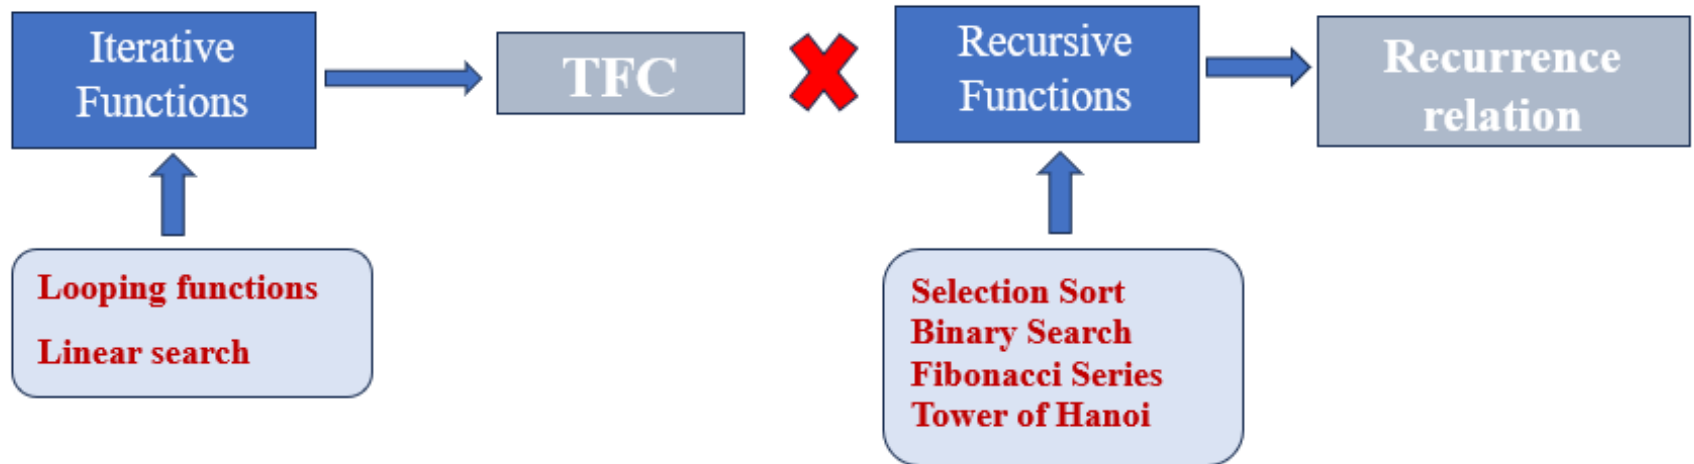 Iterative
Functions
TFC
Recursive
Functions
Recurrence
relation
Looping functions
Linear search
Selection Sort
Binary Search
Fibonacci Series
Tower of Hanoi